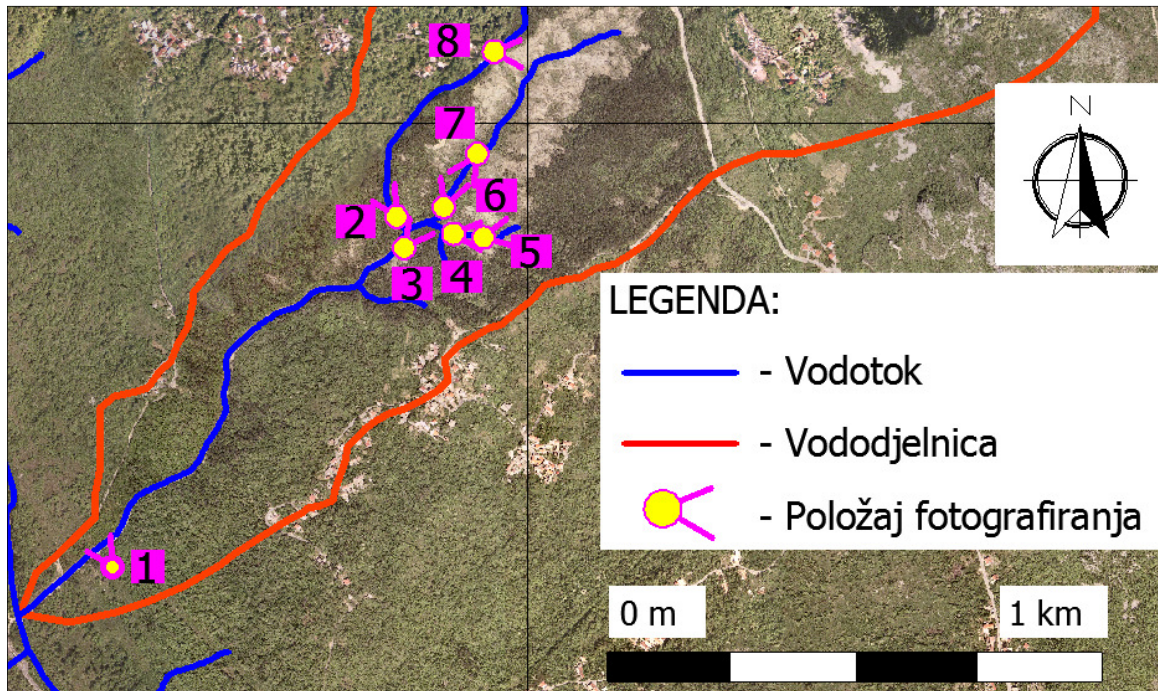 8
7
N
6
2
5
4
3
LEGENDA:
- Vodotok
- Vododjelnica
- Položaj fotografiranja
1
0 m
1 km